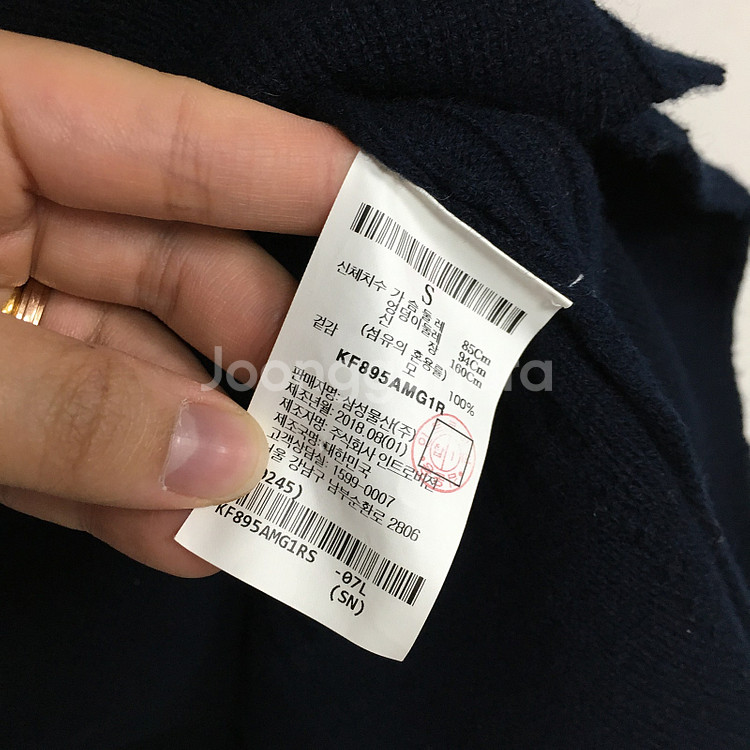 S
신체치수 가슴둘레 85Cm
엉덩이둘레 94Cm
신장 160Cm
겉감 (섬유의 혼용률)
모 100%
KF895AMG1R
판매자명: 삼성물산(주)
제조년월: 2018 08(01)
제조자명: 주식회사 인트로비젼
제조국명: 대한민국
고객상담실: 1599-0007
강남구 남부순환로 2806
0245)
KF895AMG1RS -07L
(SN)